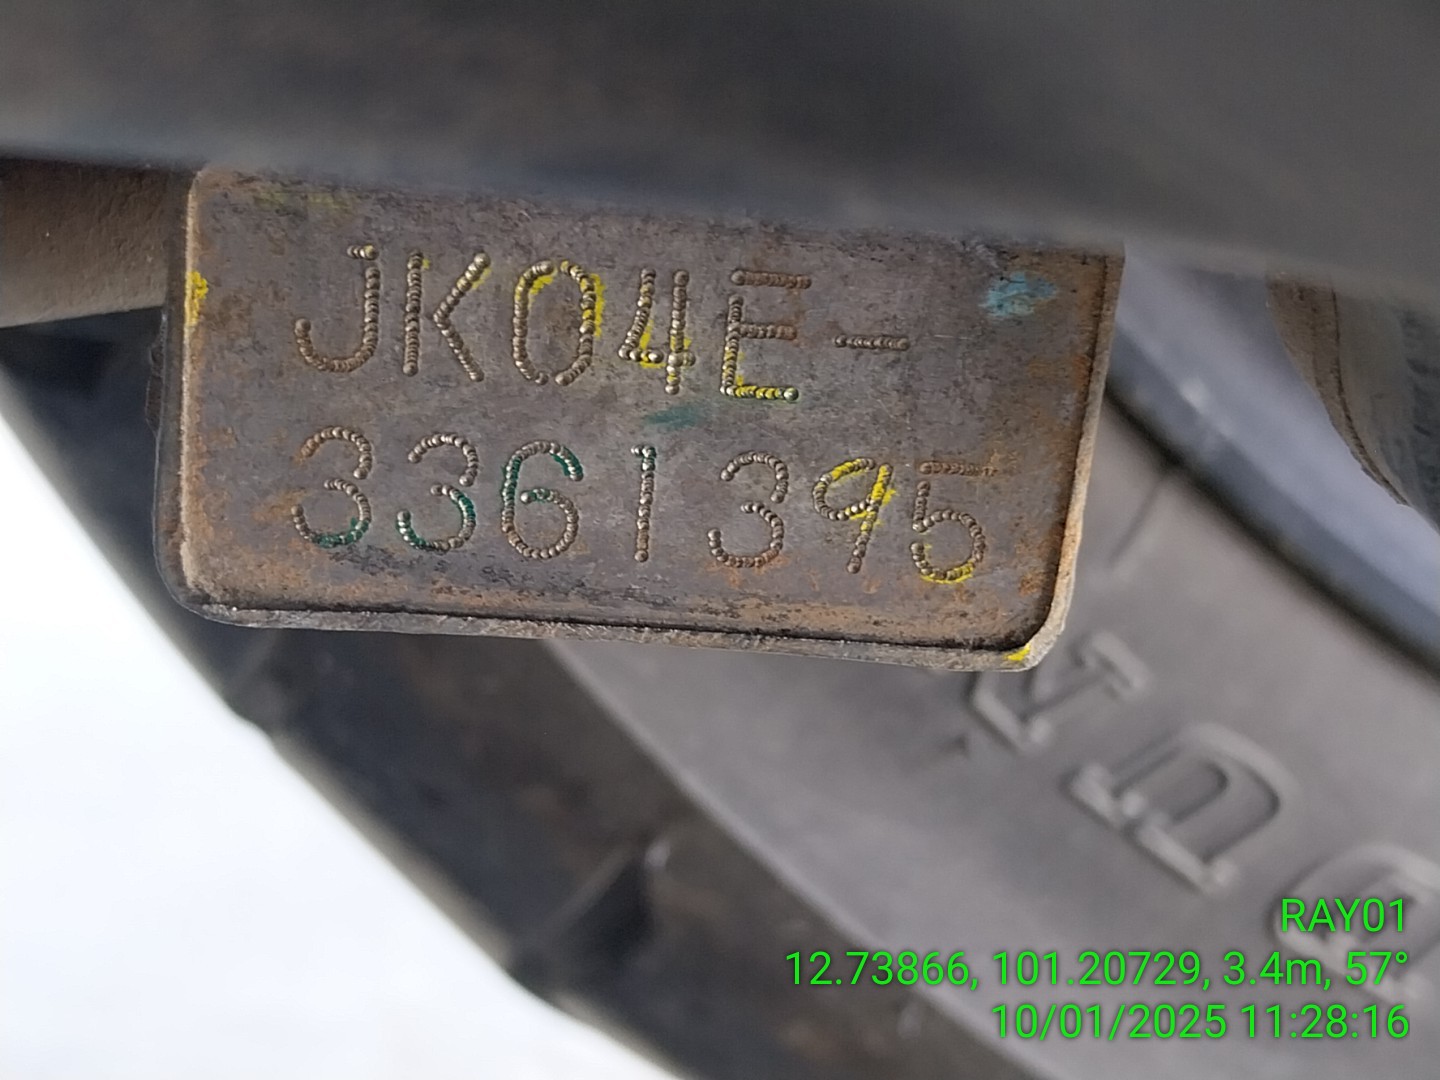 JK04E-
3361395
RAY01
12.73866, 101.20729, 3.4m, 57°
10/01/2025 11:28:16